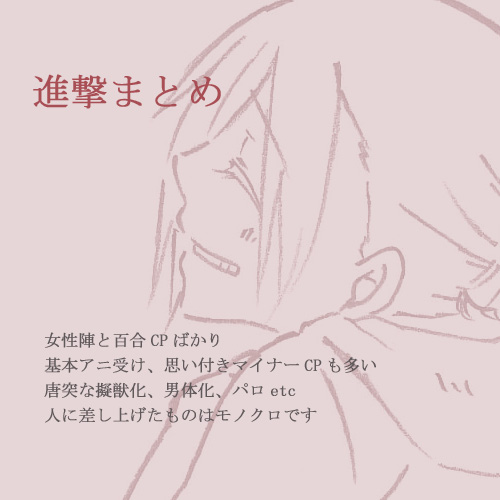 進撃まとめ
女性陣と百合CPばかり
基本アニ受け、思い付きマイナーCPも多い
唐突な擬獣化、男体化、パロetc
人に差し上げたものはモノクロです